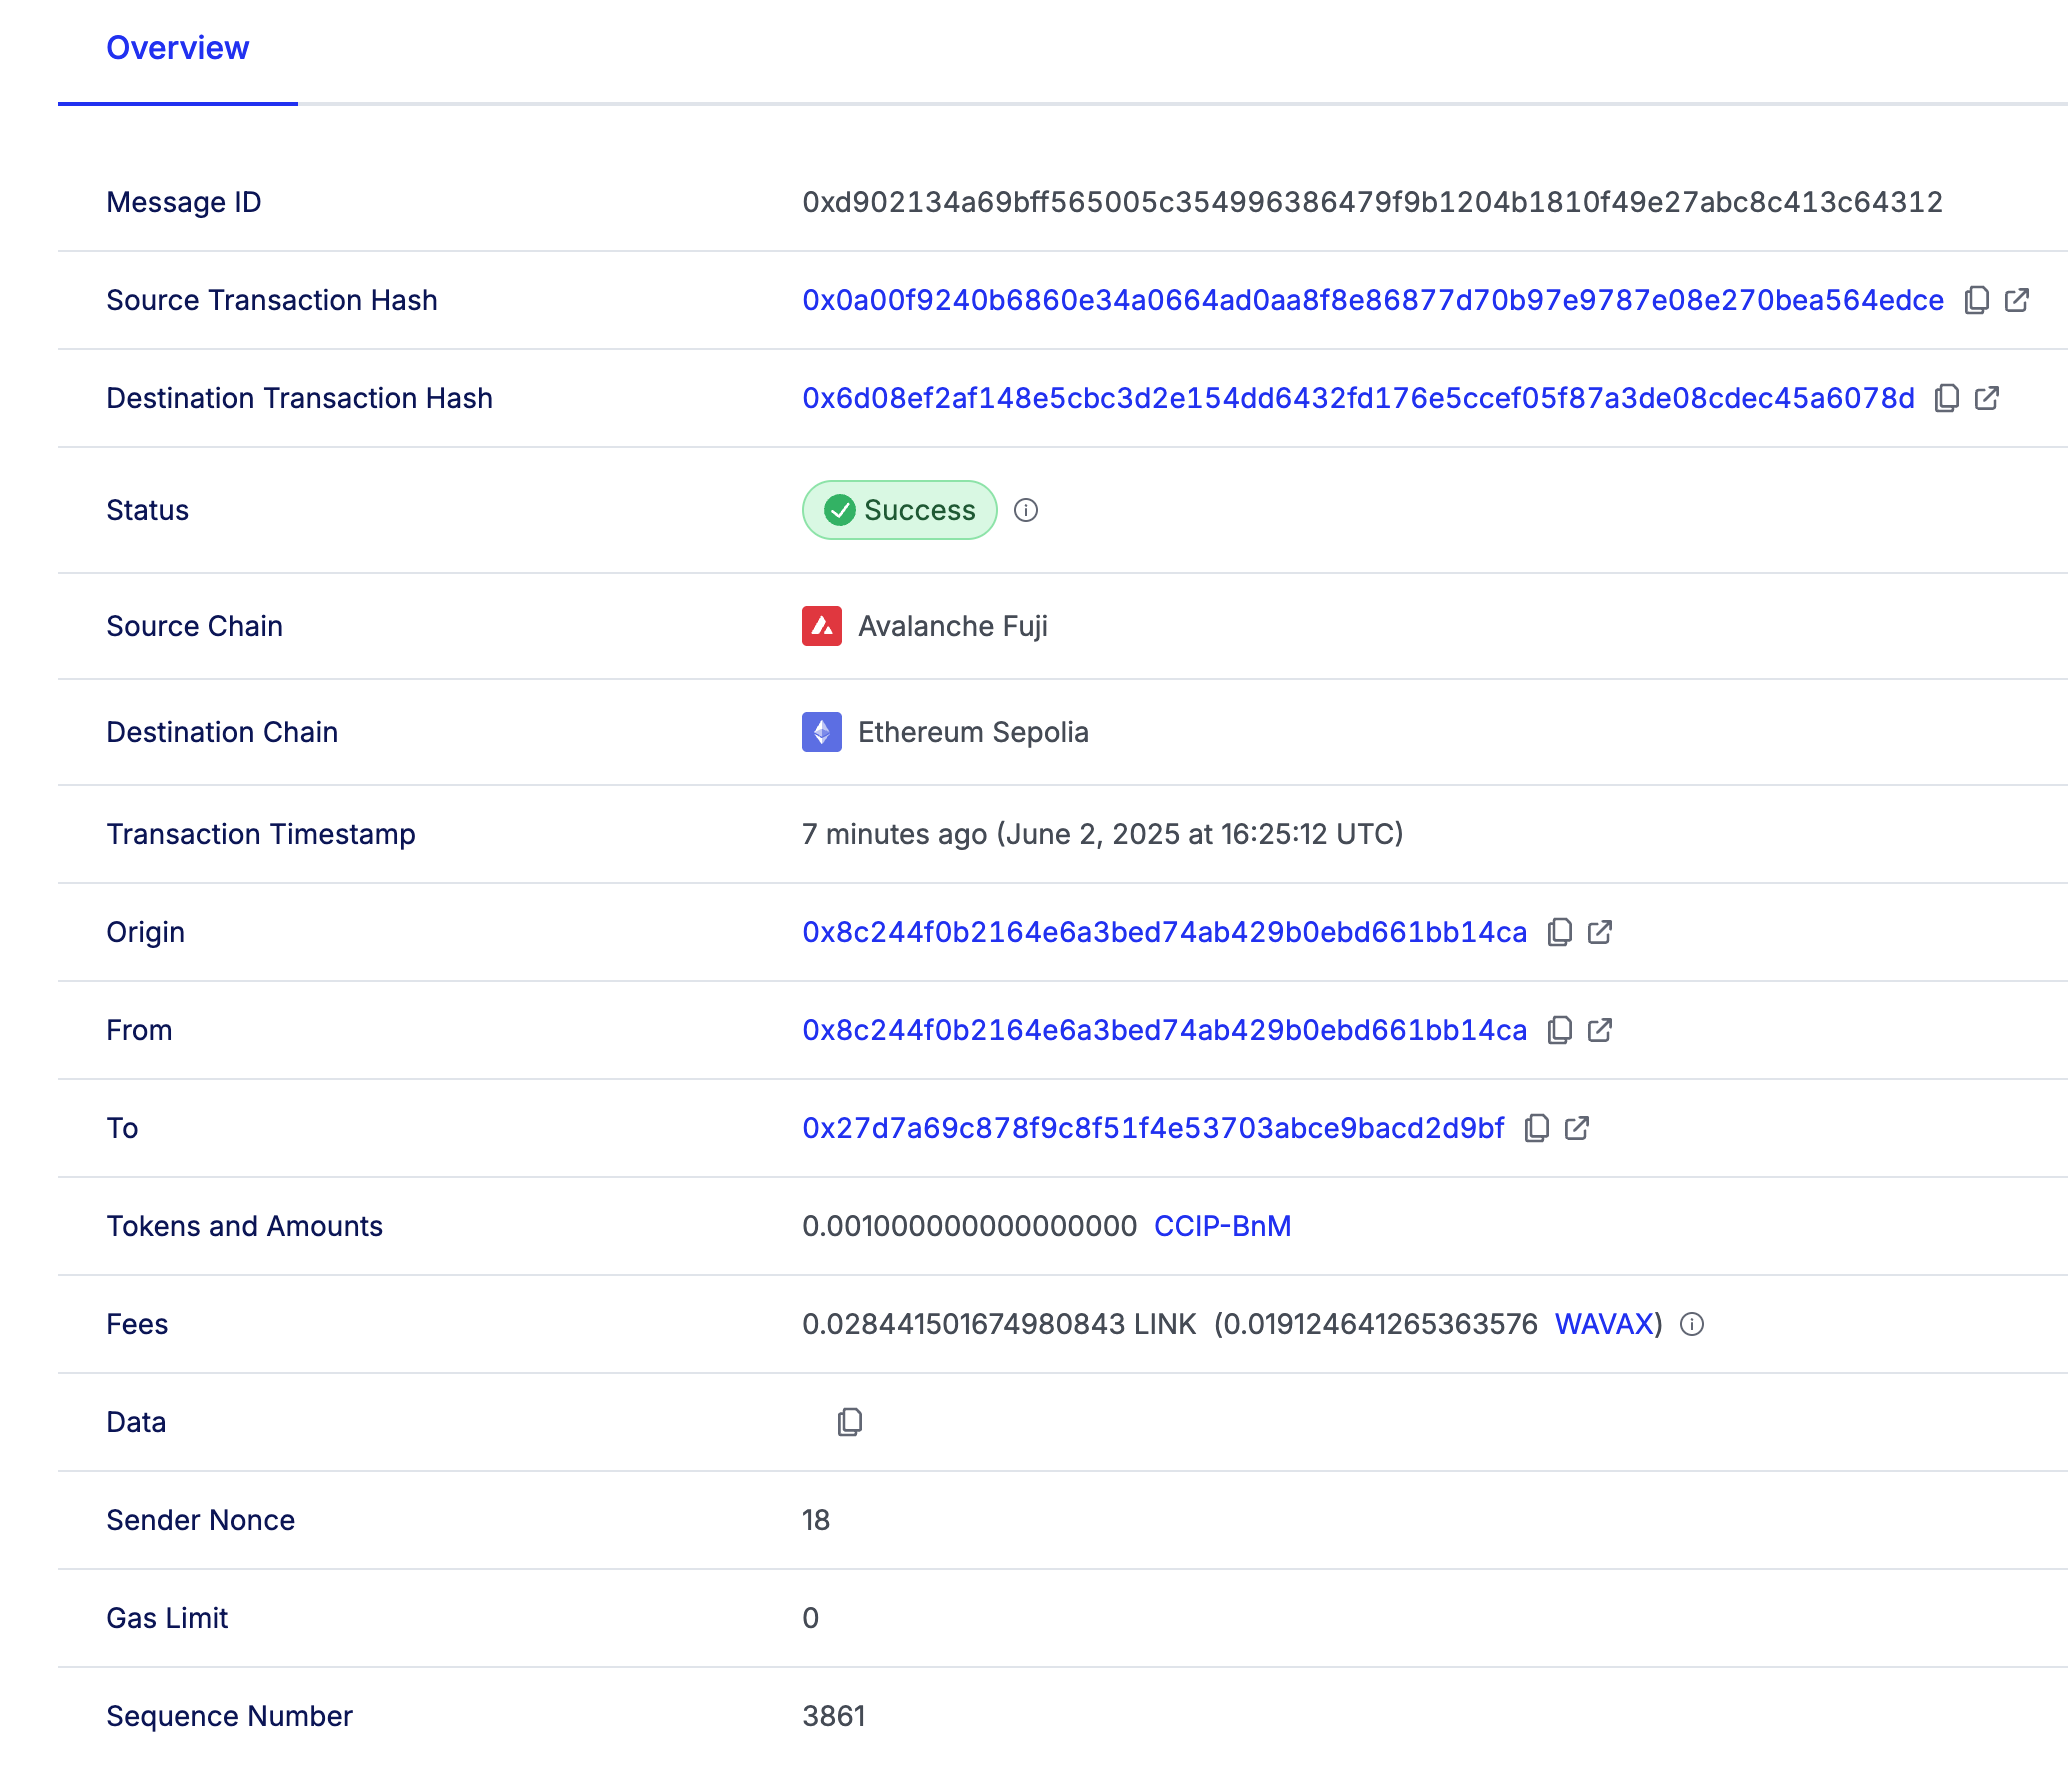 Overview
Message ID 0xd902134a69bff565005c354996386479f9b1204b1810f49e27abc8c413c64312
Source Transaction Hash 0x0a00f9240b6860e34a0664ad0aa8f8e86877d70b97e9787e08e270bea564edce
Destination Transaction Hash 0x6d08ef2af148e5cbc3d2e154dd6432fd176e5ccef05f87a3de08cdec45a6078d
Status Success
Source Chain Avalanche Fuji
Destination Chain Ethereum Sepolia
Transaction Timestamp 7 minutes ago (June 2, 2025 at 16:25:12 UTC)
Origin 0x8c244f0b2164e6a3bed74ab429b0ebd661bb14ca
From 0x8c244f0b2164e6a3bed74ab429b0ebd661bb14ca
To 0x27d7a69c878f9c8f51f4e53703abce9bacd2d9bf
Tokens and Amounts 0.001000000000000000 CCIP-BnM
Fees 0.028441501674980843 LINK (0.019124641265363576 WAVAX)
Data
Sender Nonce 18
Gas Limit 0
Sequence Number 3861